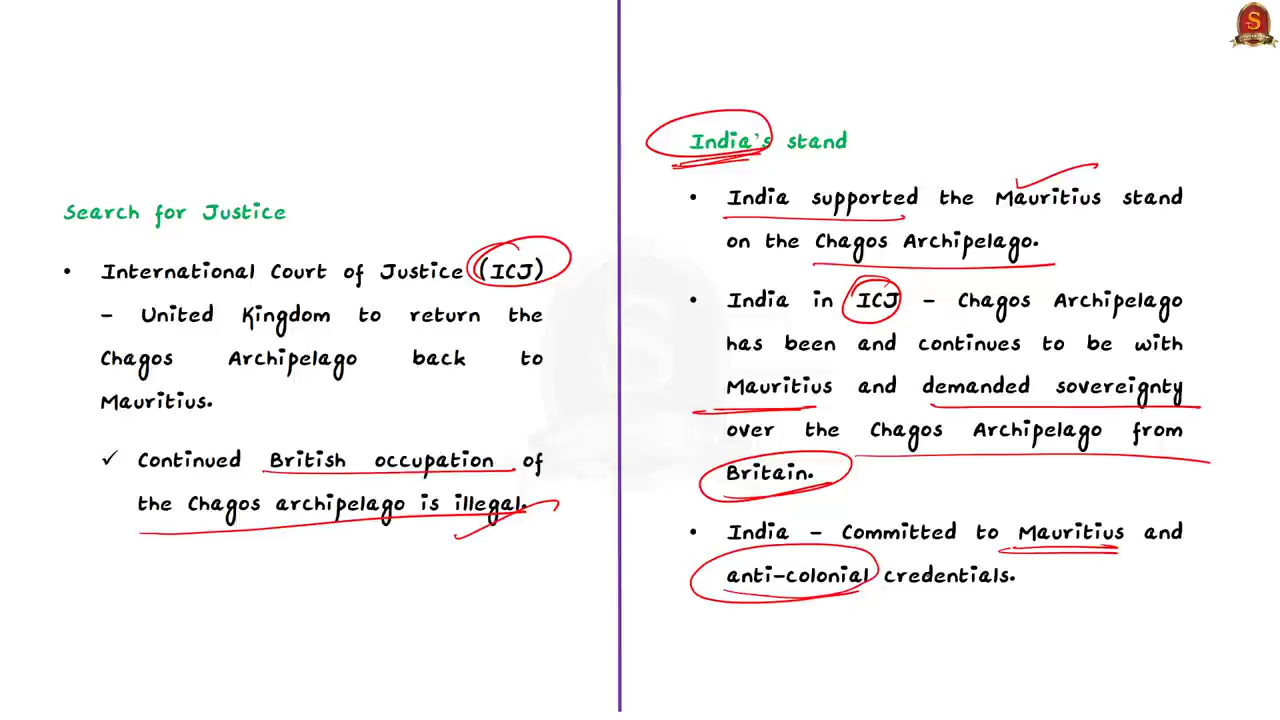 Search for Justice
• International Court of Justice (ICJ)
– United Kingdom to return the
Chagos Archipelago back to
Mauritius.
✓ Continued British occupation of
the Chagos archipelago is illegal.
India's stand
• India supported the Mauritius stand
on the Chagos Archipelago.
• India in ICJ – Chagos Archipelago
has been and continues to be with
Mauritius and demanded sovereignty
over the Chagos Archipelago from
Britain.
• India – Committed to Mauritius and
anti-colonial credentials.
S